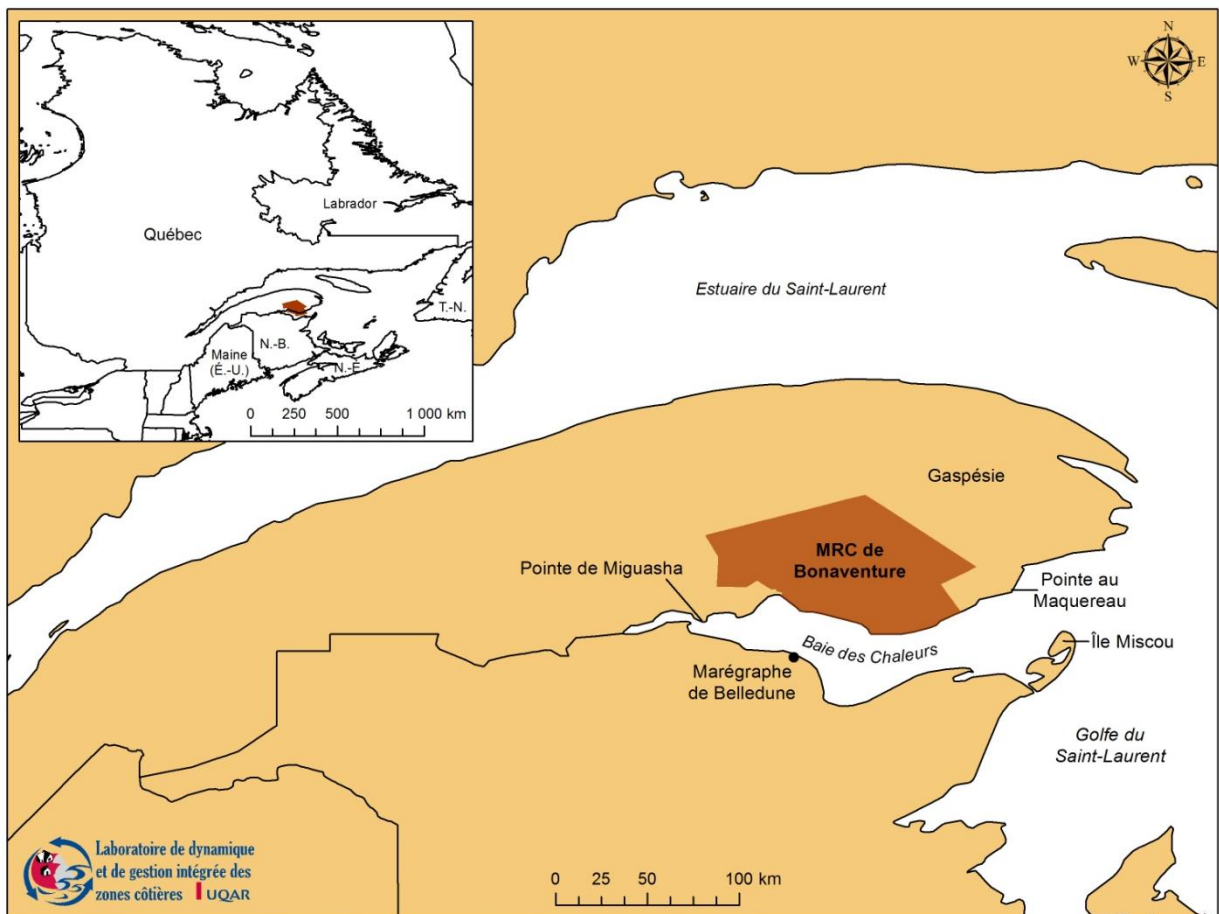 N
W E
S
Labrador
Québec
T.-N.
N.-B.
Maine
(É.-U.)
N.-É.
0 250 500 1 000 km
Estuaire du Saint-Laurent
Gaspésie
MRC de
Bonaventure
Pointe de Miguasha
Pointe au
Maquereau
Île Miscou
Baie des Chaleurs
Marégraphe
de Belledune
Golfe du
Saint-Laurent
Laboratoire de dynamique
et de gestion intégrée des
zones côtières UQAR
0 25 50 100 km